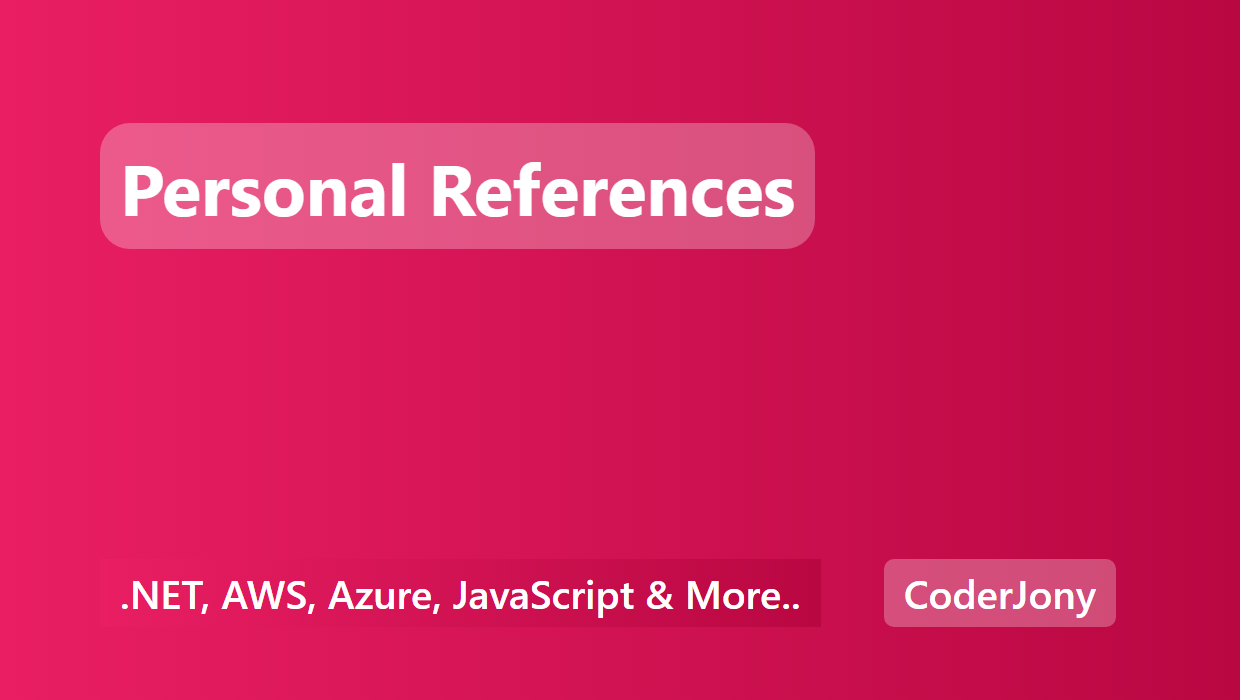 Personal References
.NET, AWS, Azure, JavaScript & More..
CoderJony